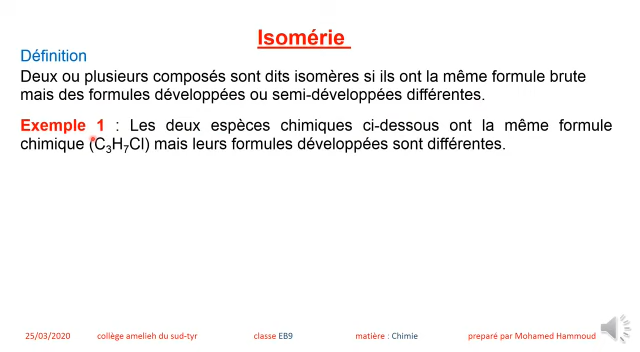 Isomérie
Définition
Deux ou plusieurs composés sont dits isomères si ils ont la même formule brute
mais des formules développées ou semi-développées différentes.
Exemple 1 : Les deux espèces chimiques ci-dessous ont la même formule
chimique (C₃H₇Cl) mais leurs formules développées sont différentes.
25/03/2020 collège amelieh du sud-tyr classe EB9 matière : Chimie preparé par Mohamed Hammoud